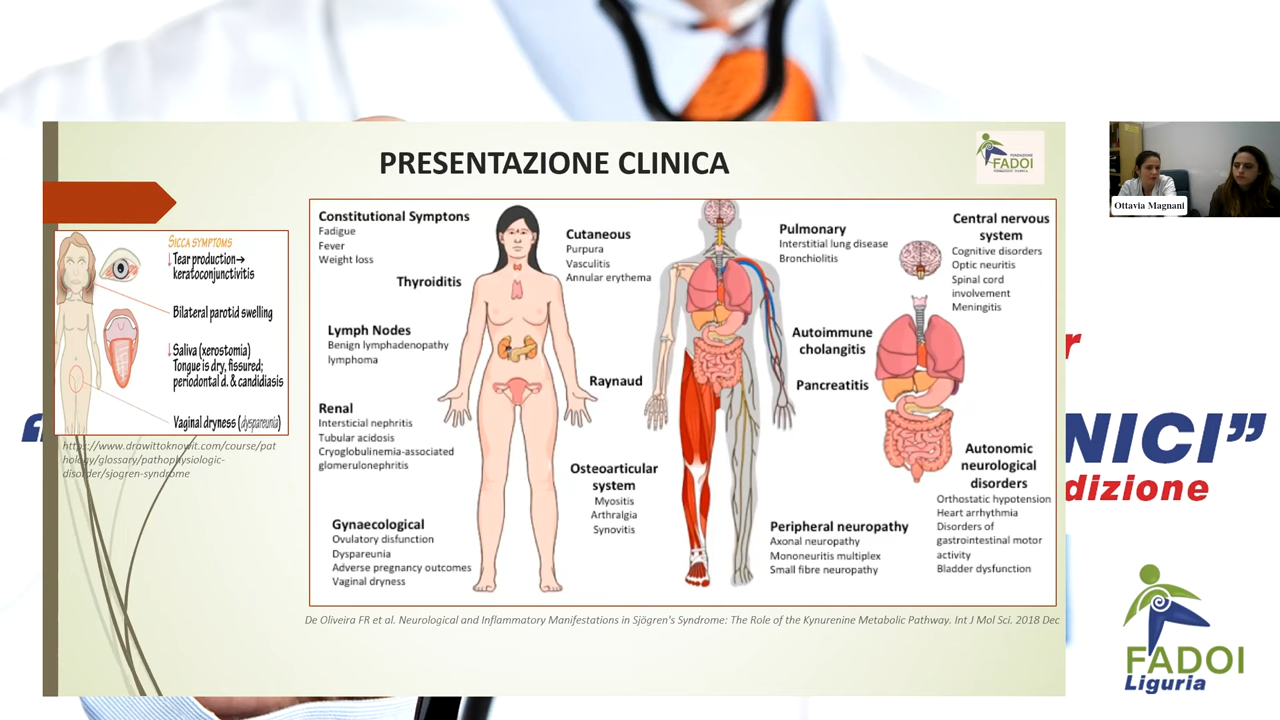 PRESENTAZIONE CLINICA
FONDAZIONE
FADOI
SICCA SYMPTOMS
↓Tear production→
keratoconjunctivitis
Bilateral parotid swelling
↓Saliva (xerostomia)
Tongue is dry, fissured;
periodontal d. & candidiasis
Vaginal dryness (dyspareunia)
https://www.drawittoknowit.com/course/pat
hology/glossary/pathophysiologic-
disorder/sjogren-syndrome
Constitutional Symptons
Fadigue
Fever
Weight loss
Thyroiditis
Lymph Nodes
Benign lymphadenopathy
lymphoma
Renal
Intersticial nephritis
Tubular acidosis
Cryoglobulinemia-associated
glomerulonephritis
Gynaecological
Ovulatory disfunction
Dyspareunia
Adverse pregnancy outcomes
Vaginal dryness
Cutaneous
Purpura
Vasculitis
Annular erythema
Raynaud
Osteoarticular
system
Myositis
Arthralgia
Synovitis
Pulmonary
Interstitial lung disease
Bronchiolitis
Autoimmune
cholangitis
Pancreatitis
Peripheral neuropathy
Axonal neuropathy
Mononeuritis multiplex
Small fibre neuropathy
Central nervous
system
Cognitive disorders
Optic neuritis
Spinal cord
involvement
Meningitis
Autonomic
neurological
disorders
Orthostatic hypotension
Heart arrhythmia
Disorders of
gastrointestinal motor
activity
Bladder dysfunction
De Oliveira FR et al. Neurological and Inflammatory Manifestations in Sjögren's Syndrome: The Role of the Kynurenine Metabolic Pathway. Int J Mol Sci. 2018 Dec
Ottavia Magnani
r
NICI”
dizione
FADOI
Liguria